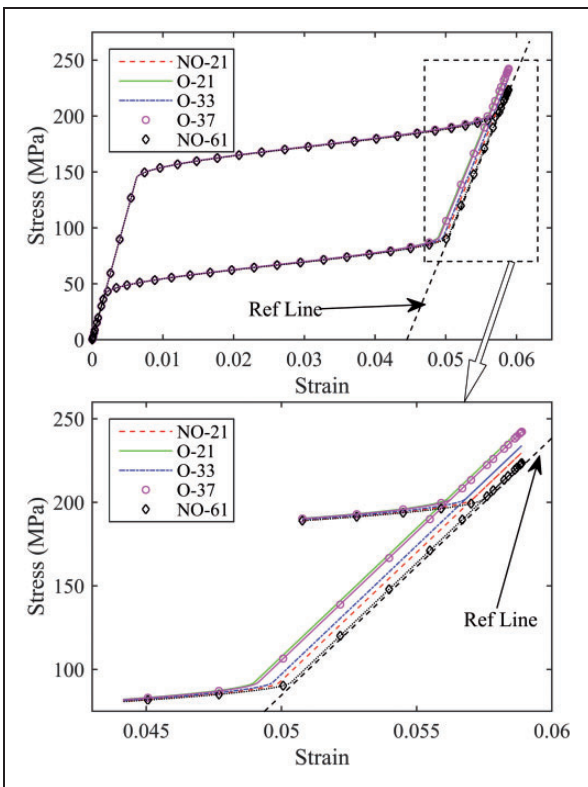 250
200
150
100
50
0
Stress (MPa)
NO-21
O-21
O-33
O-37
NO-61
Ref Line
0 0.01 0.02 0.03 0.04 0.05 0.06
Strain
250
200
150
100
Stress (MPa)
NO-21
O-21
O-33
O-37
NO-61
Ref Line
0.045 0.05 0.055 0.06
Strain